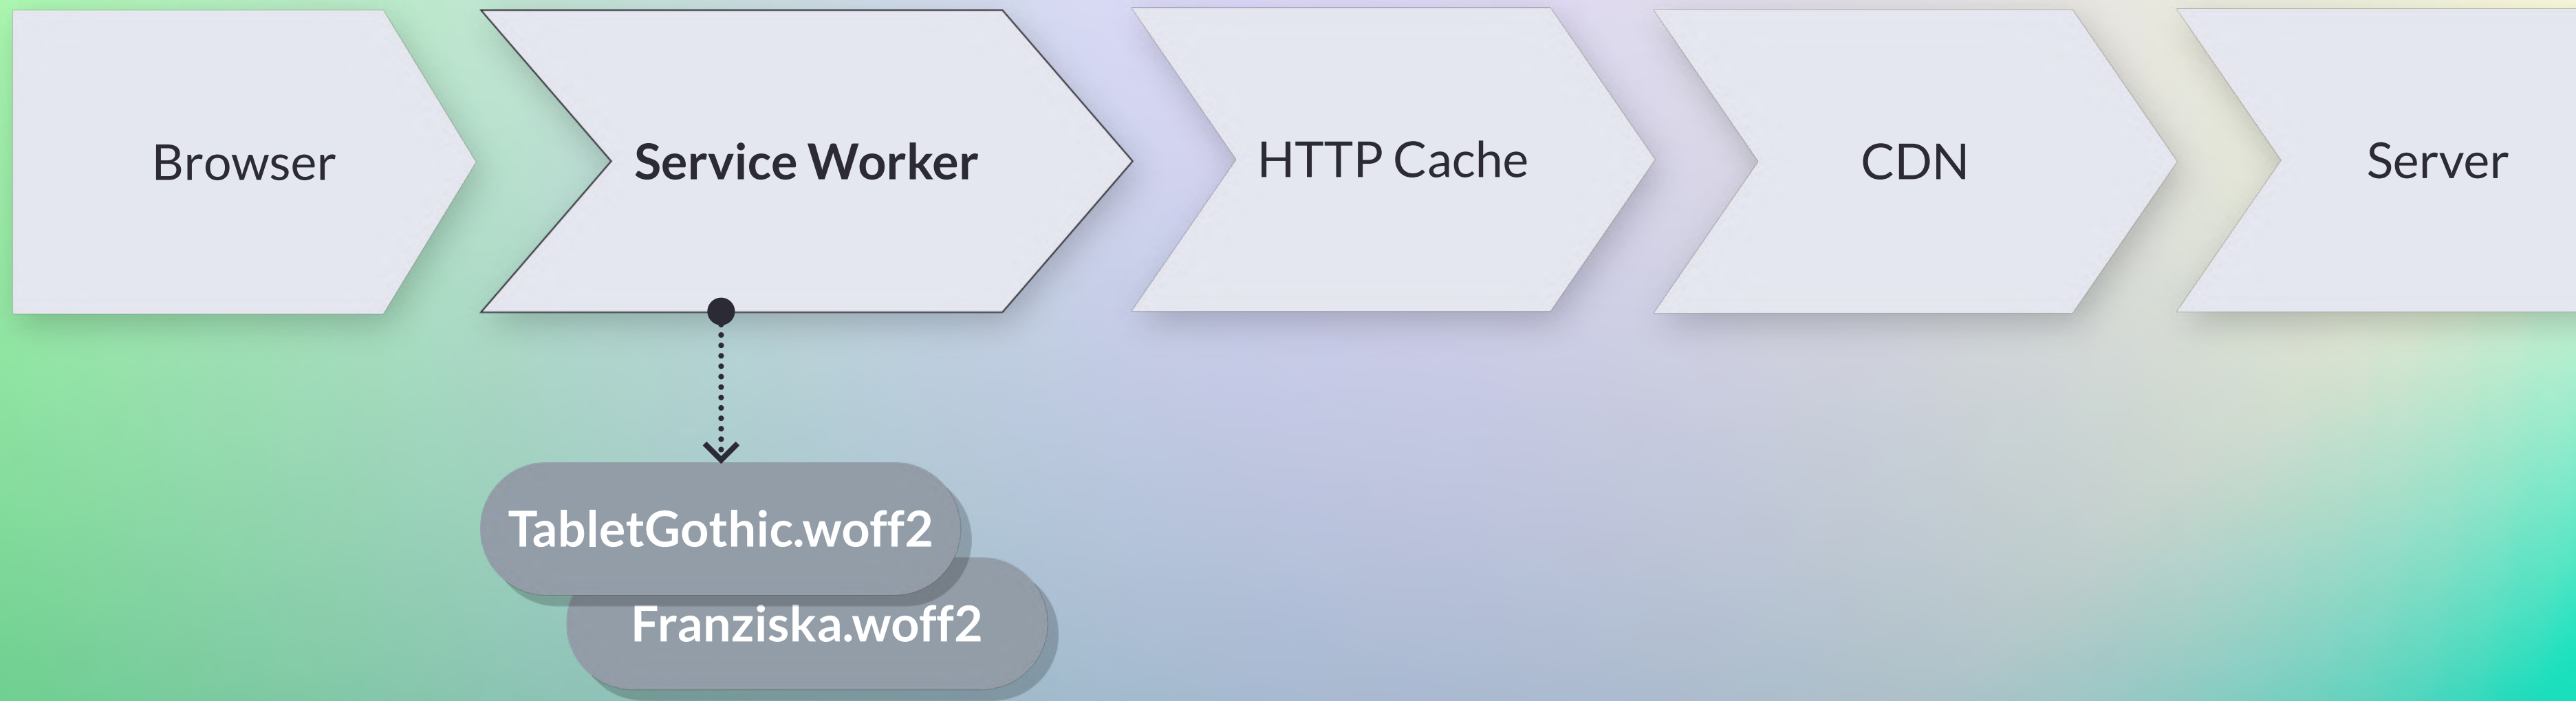 Browser
Service Worker
HTTP Cache
CDN
Server
TabletGothic.woff2
Franziska.woff2